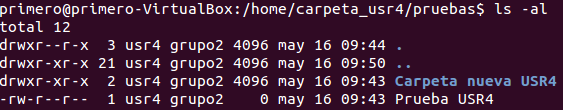 primero@primero-VirtualBox:/home/carpeta_usr4/pruebas$ ls -al
total 12
drwxr--r-x  3 usr4 grupo2 4096 may 16 09:44 .
drwxr-xr-x 21 usr4 grupo2 4096 may 16 09:50 ..
drwxr-xr-x  2 usr4 grupo2 4096 may 16 09:43 Carpeta nueva USR4
-rw-r--r--  1 usr4 grupo2    0 may 16 09:43 Prueba USR4